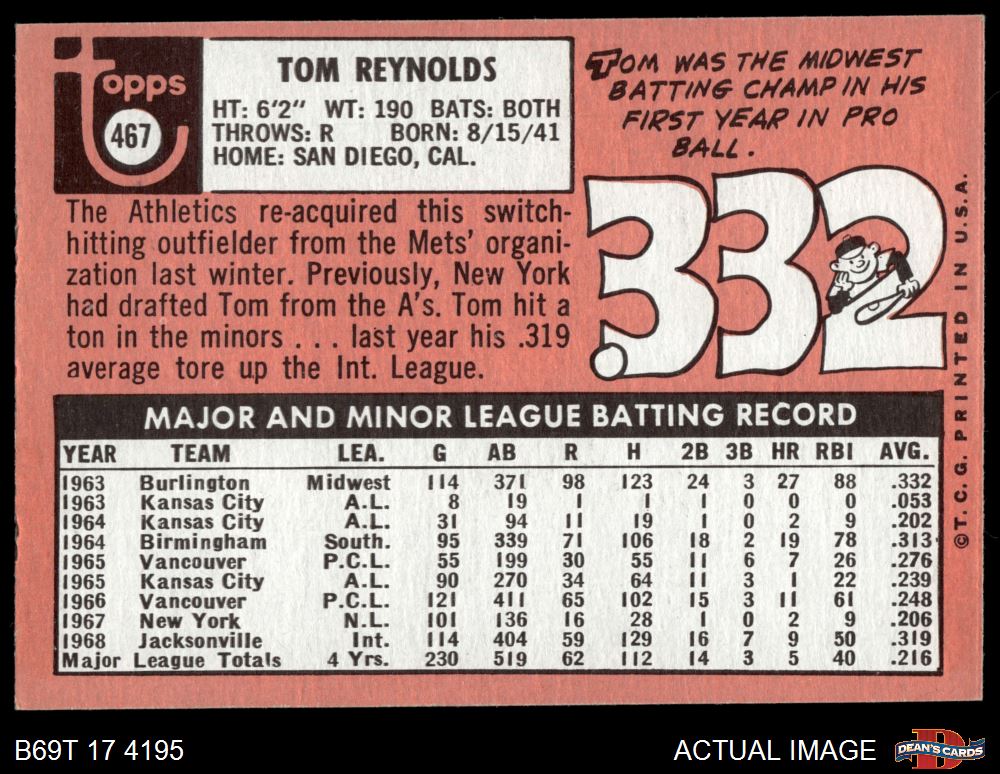 Topps
467
TOM REYNOLDS
HT: 6'2" WT: 190 BATS: BOTH
THROWS: R BORN: 8/15/41
HOME: SAN DIEGO, CAL.
TOM WAS THE MIDWEST
BATTING CHAMP IN HIS
FIRST YEAR IN PRO
BALL.
.332
The Athletics re-acquired this switch-
hitting outfielder from the Mets' organi-
zation last winter. Previously, New York
had drafted Tom from the A's. Tom hit a
ton in the minors . . . last year his .319
average tore up the Int. League.
MAJOR AND MINOR LEAGUE BATTING RECORD
YEAR TEAM LEA. G AB R H 2B 3B HR RBI AVG.
1963 Burlington Midwest 114 371 98 123 24 3 27 88 .332
1963 Kansas City A.L. 8 19 1 1 1 0 0 0 .053
1964 Kansas City A.L. 31 94 11 19 1 0 2 9 .202
1964 Birmingham South. 95 339 71 106 18 2 19 78 .313
1965 Vancouver P.C.L. 55 199 30 55 11 6 7 26 .276
1965 Kansas City A.L. 90 270 34 64 11 3 1 22 .239
1966 Vancouver P.C.L. 121 411 65 102 15 3 11 61 .248
1967 New York N.L. 101 136 16 28 1 0 2 9 .206
1968 Jacksonville Int. 114 404 59 129 16 7 9 50 .319
Major League Totals 4 Yrs. 230 519 62 112 14 3 5 40 .216
©T.C.G. PRINTED IN U.S.A.
B69T 17 4195
ACTUAL IMAGE
DEAN'S CARDS